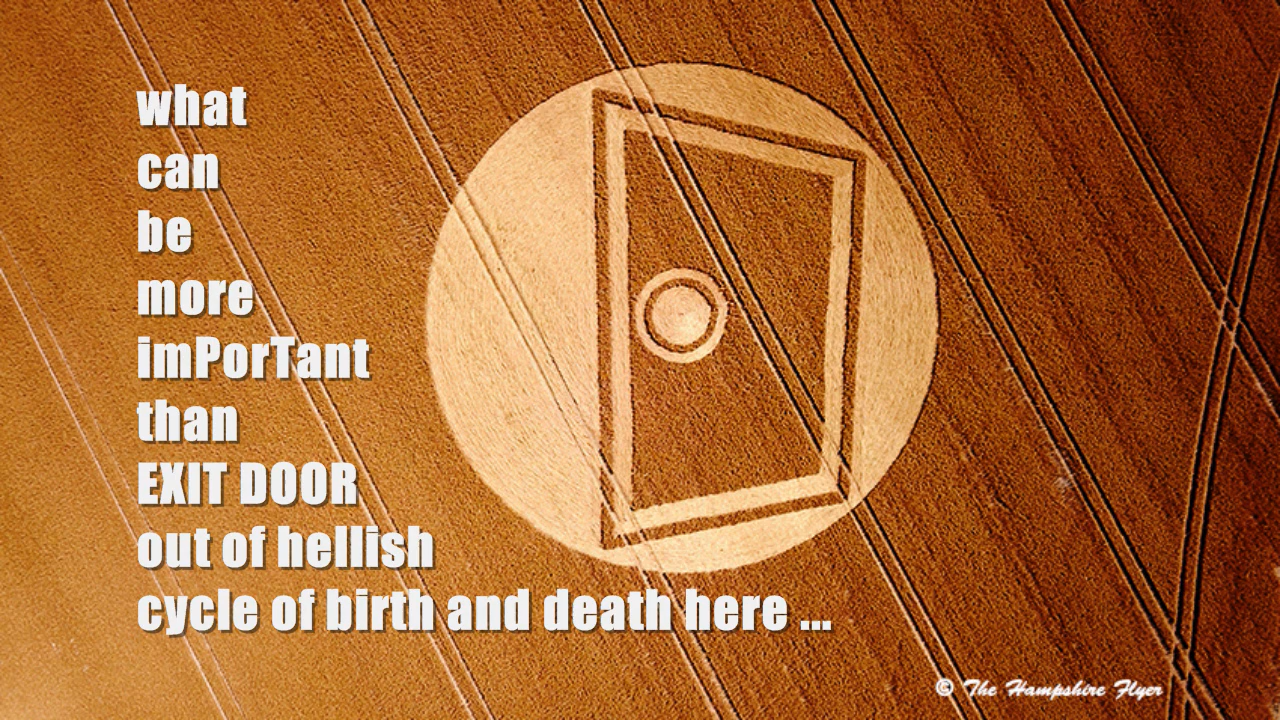 what
can
be
more
imPorTant
than
EXIT DOOR
out of hellish
cycle of birth and death here ...
© The Hampshire Flyer